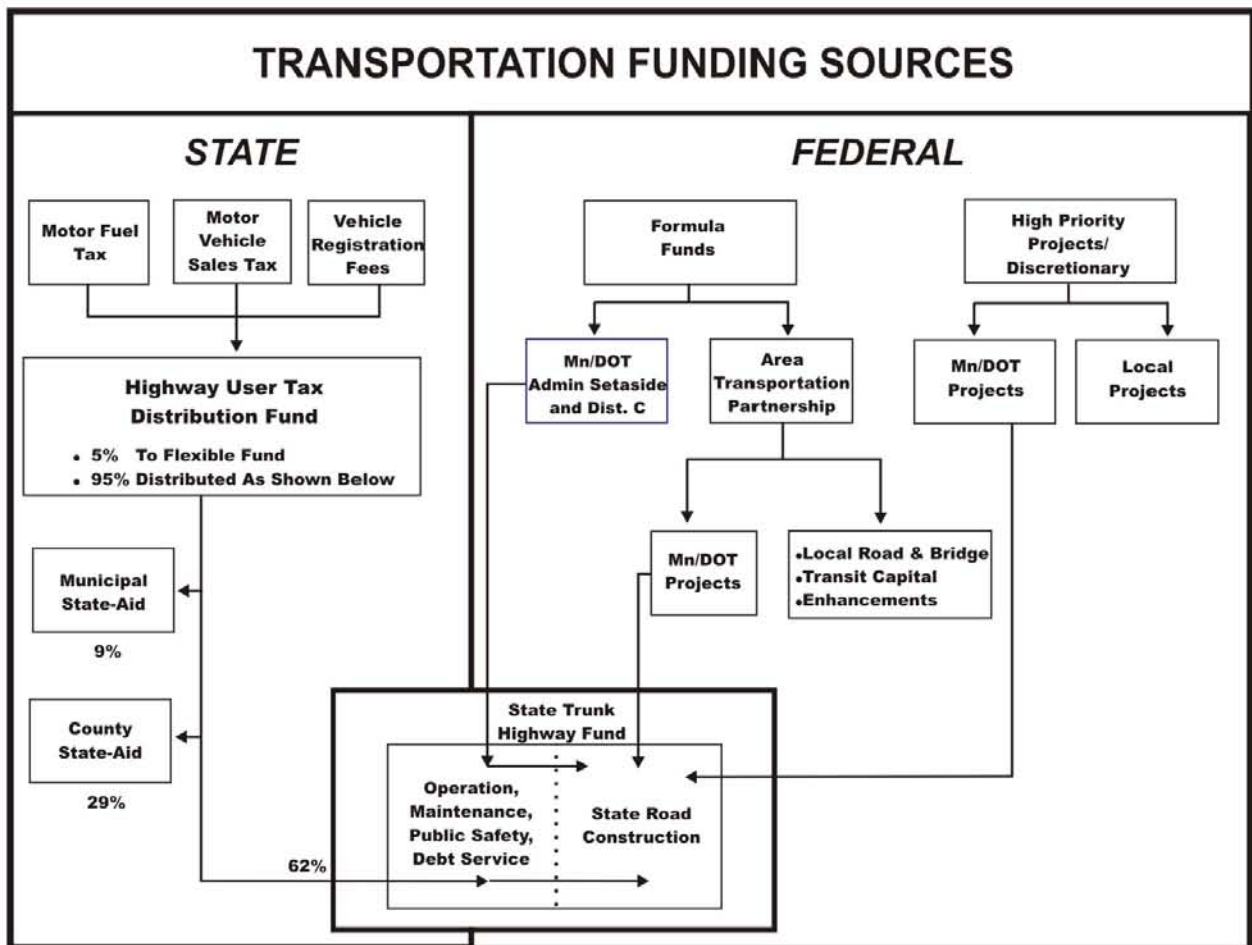 TRANSPORTATION FUNDING SOURCES
STATE
Motor Fuel
Tax
Motor
Vehicle
Sales Tax
Vehicle
Registration
Fees
Highway User Tax
Distribution Fund
• 5% To Flexible Fund
• 95% Distributed As Shown Below
Municipal
State-Aid
9%
County
State-Aid
29%
62%
FEDERAL
Formula
Funds
High Priority
Projects/
Discretionary
Mn/DOT
Admin Setaside
and Dist. C
Area
Transportation
Partnership
Mn/DOT
Projects
Local
Projects
Mn/DOT
Projects
•Local Road & Bridge
•Transit Capital
•Enhancements
State Trunk
Highway Fund
Operation,
Maintenance,
Public Safety,
Debt Service
State Road
Construction